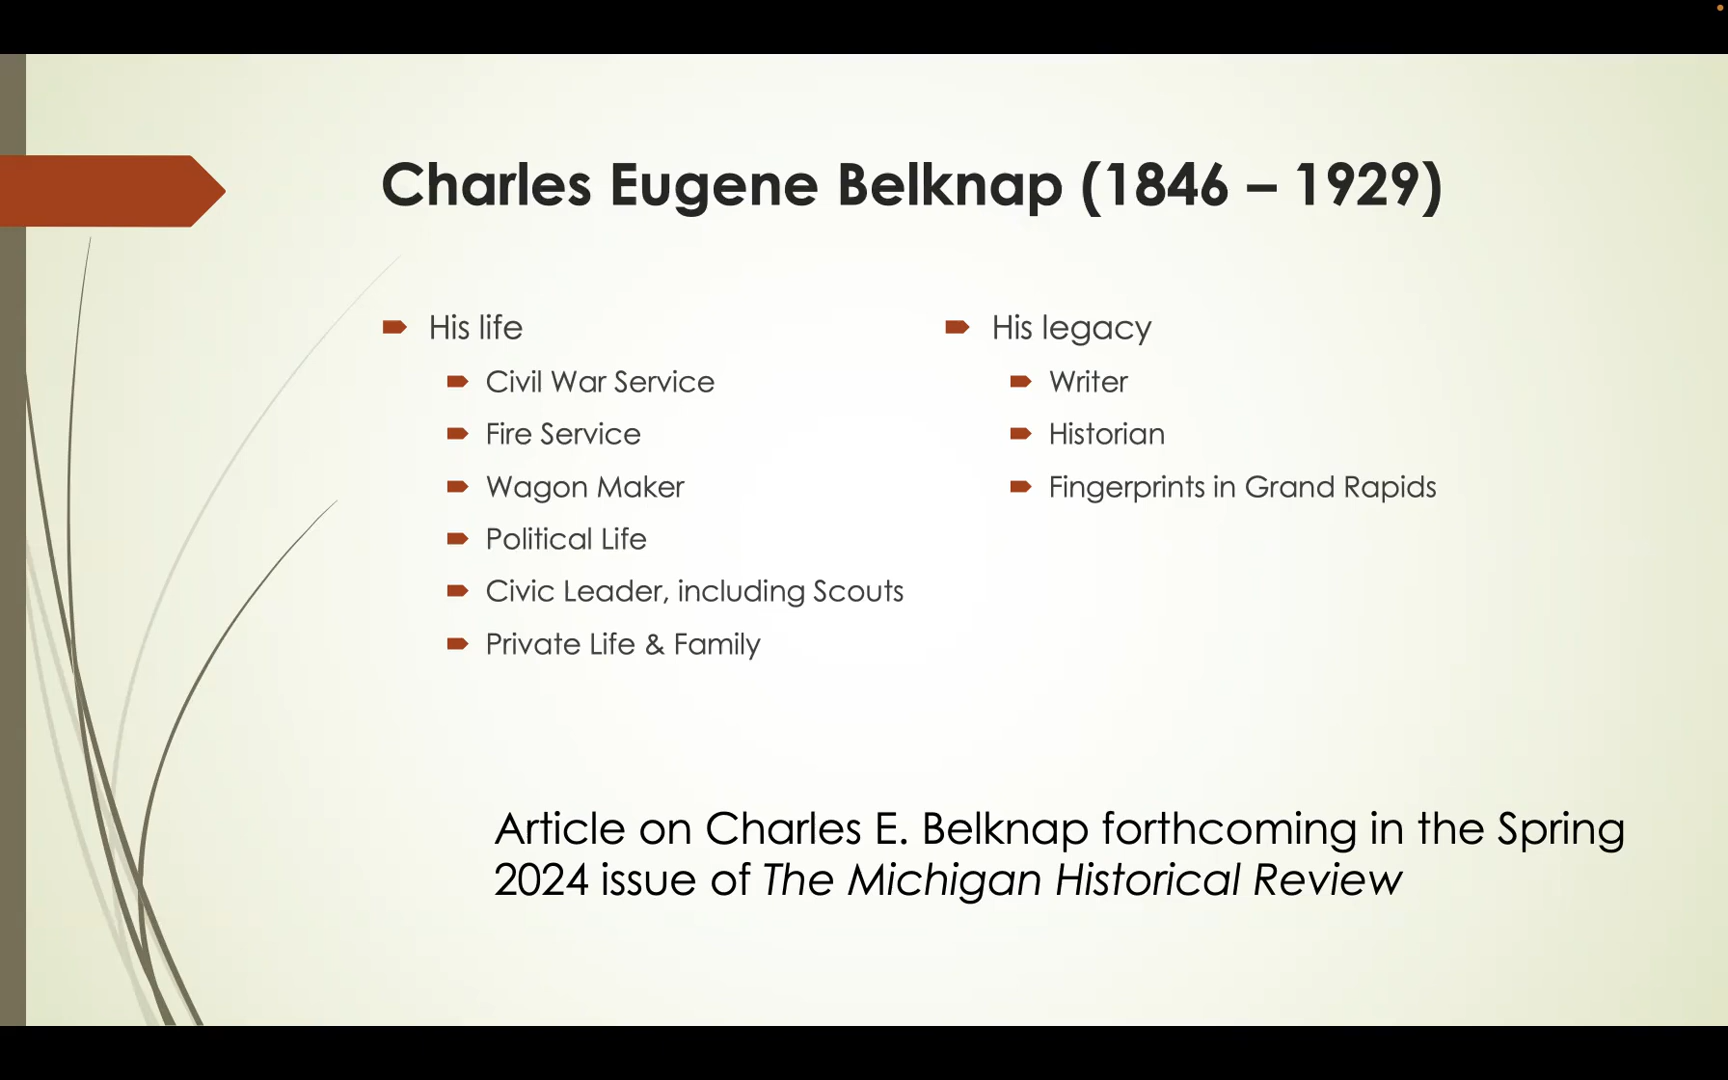 Charles Eugene Belknap (1846 – 1929)
His life
Civil War Service
Fire Service
Wagon Maker
Political Life
Civic Leader, including Scouts
Private Life & Family
His legacy
Writer
Historian
Fingerprints in Grand Rapids
Article on Charles E. Belknap forthcoming in the Spring
2024 issue of The Michigan Historical Review